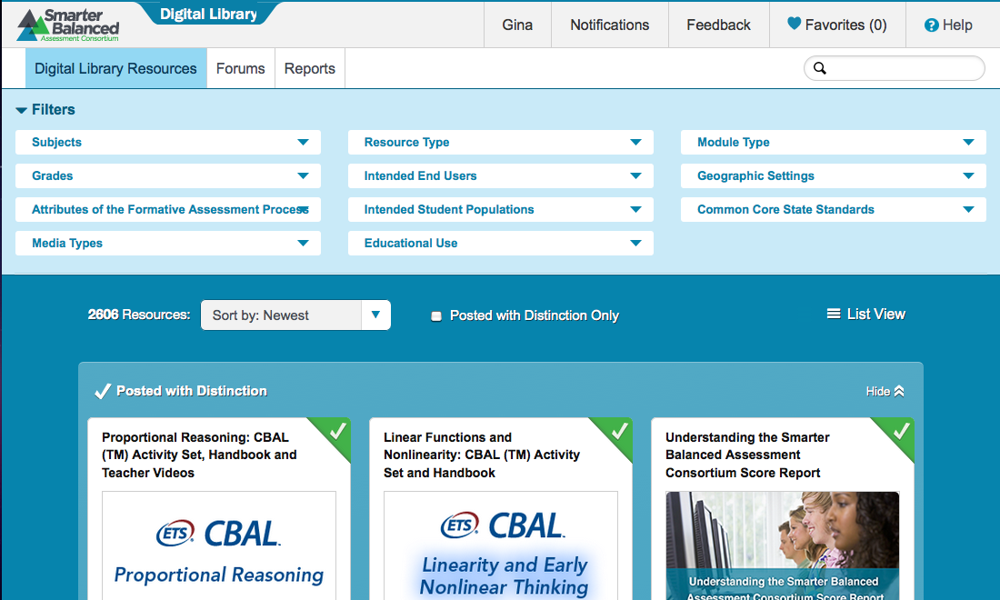 Smarter
Balanced
Assessment Consortium
Digital Library
Gina
Notifications
Feedback
Favorites (0)
? Help
Digital Library Resources
Forums
Reports
Filters
Subjects
Resource Type
Module Type
Grades
Intended End Users
Geographic Settings
Attributes of the Formative Assessment Process
Intended Student Populations
Common Core State Standards
Media Types
Educational Use
2606 Resources:
Sort by: Newest
Posted with Distinction Only
List View
Posted with Distinction
Hide
Proportional Reasoning: CBAL
(TM) Activity Set, Handbook and
Teacher Videos
ETS CBAL.
Proportional Reasoning
Linear Functions and
Nonlinearity: CBAL (TM) Activity
Set and Handbook
ETS CBAL.
Linearity and Early
Nonlinear Thinking
Understanding the Smarter
Balanced Assessment
Consortium Score Report
Understanding the Smarter Balanced
Assessment Consortium Score Report